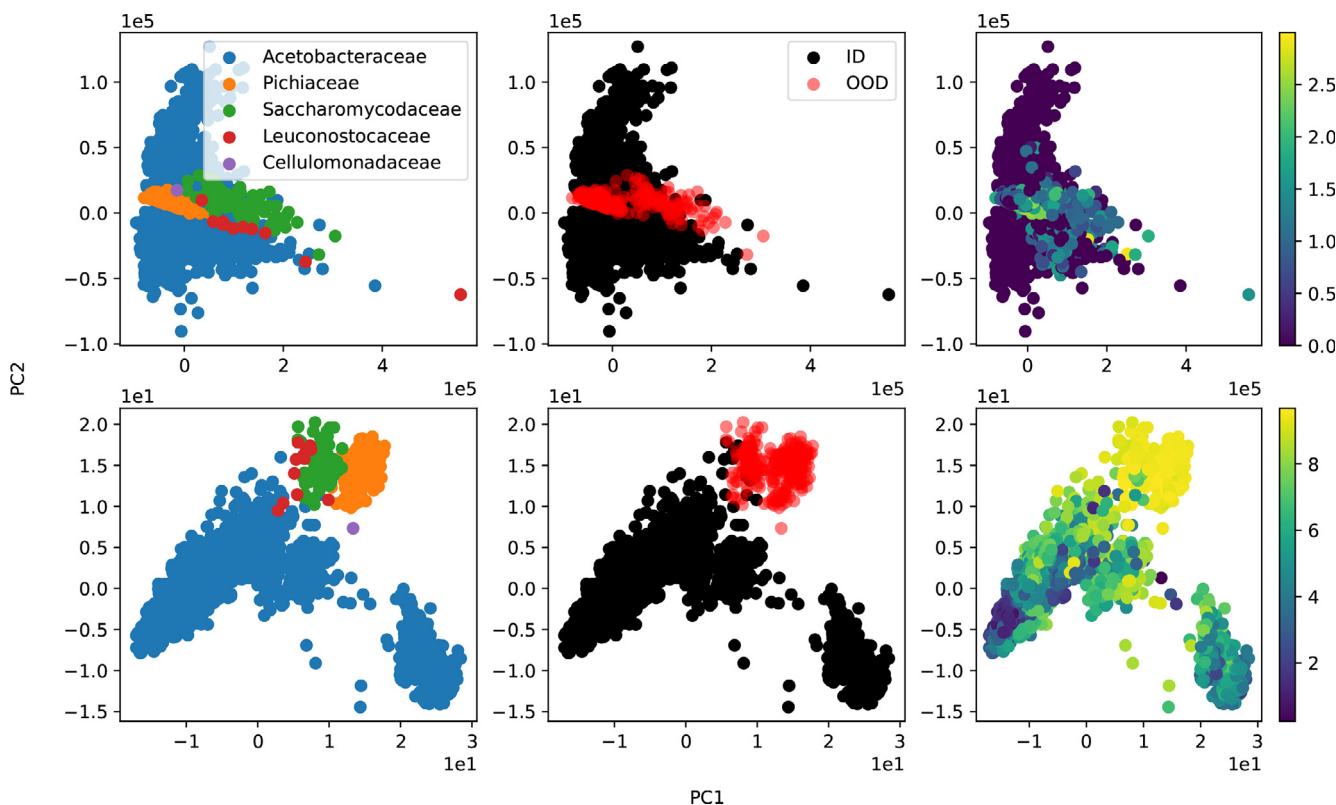 1e5
1e5
Acetobacteraceae
Pichiaceae
Saccharomycodaceae
Leuconostocaceae
Cellulomonadaceae
ID
OOD
1.0
0.5
0.0
−0.5
−1.0
0 2 4
1e5
1.0
0.5
0.0
−0.5
−1.0
0 2 4
1e5
1.0
0.5
0.0
−0.5
−1.0
0 2 4
1e5
2.5
2.0
1.5
1.0
0.5
0.0
PC2
1e1
1e1
2.0
1.5
1.0
0.5
0.0
−0.5
−1.0
−1.5
−1 0 1 2 3
1e1
2.0
1.5
1.0
0.5
0.0
−0.5
−1.0
−1.5
−1 0 1 2 3
1e1
2.0
1.5
1.0
0.5
0.0
−0.5
−1.0
−1.5
−1 0 1 2 3
1e1
8
6
4
2
PC1